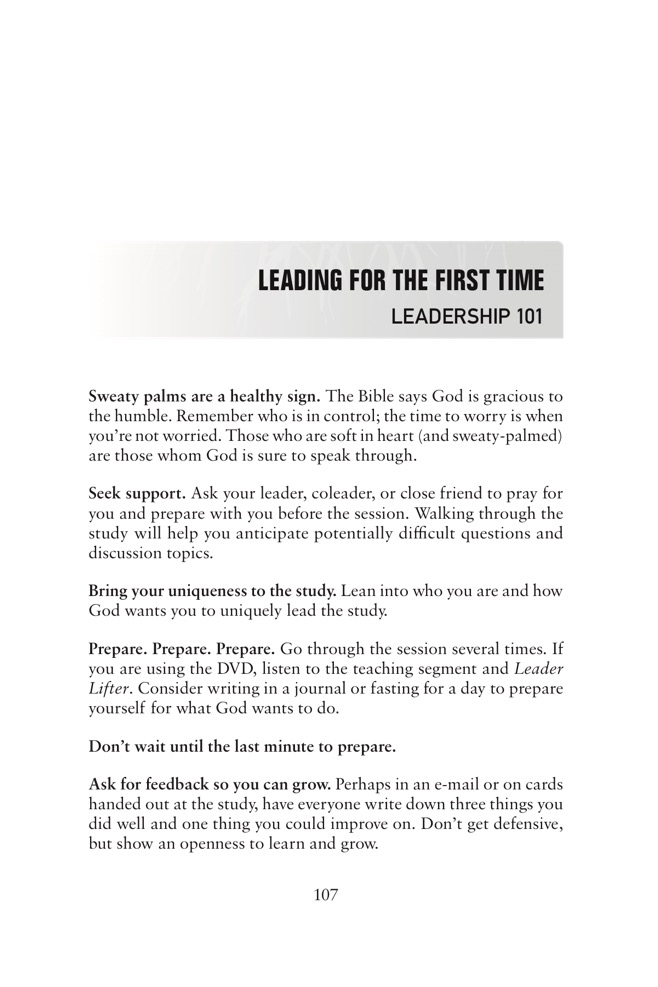 LEADING FOR THE FIRST TIME
LEADERSHIP 101
Sweaty palms are a healthy sign. The Bible says God is gracious to
the humble. Remember who is in control; the time to worry is when
you’re not worried. Those who are soft in heart (and sweaty-palmed)
are those whom God is sure to speak through.
Seek support. Ask your leader, coleader, or close friend to pray for
you and prepare with you before the session. Walking through the
study will help you anticipate potentially difficult questions and
discussion topics.
Bring your uniqueness to the study. Lean into who you are and how
God wants you to uniquely lead the study.
Prepare. Prepare. Prepare. Go through the session several times. If
you are using the DVD, listen to the teaching segment and Leader
Lifter. Consider writing in a journal or fasting for a day to prepare
yourself for what God wants to do.
Don’t wait until the last minute to prepare.
Ask for feedback so you can grow. Perhaps in an e-mail or on cards
handed out at the study, have everyone write down three things you
did well and one thing you could improve on. Don’t get defensive,
but show an openness to learn and grow.
107